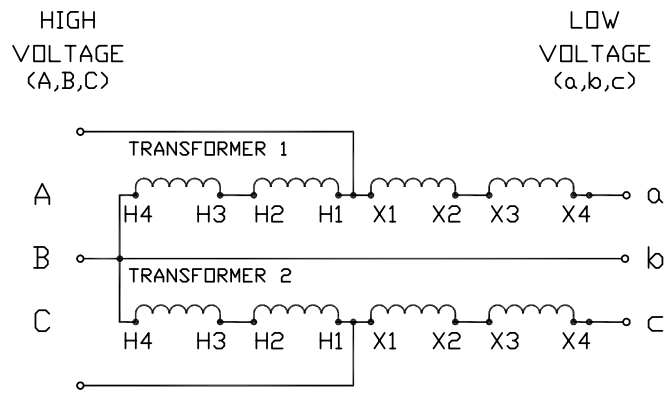 HIGH
VOLTAGE
(A,B,C)
LOW
VOLTAGE
(a,b,c)
TRANSFORMER 1
A
H4 H3 H2 H1 X1 X2 X3 X4
a
B
b
TRANSFORMER 2
C
H4 H3 H2 H1 X1 X2 X3 X4
c